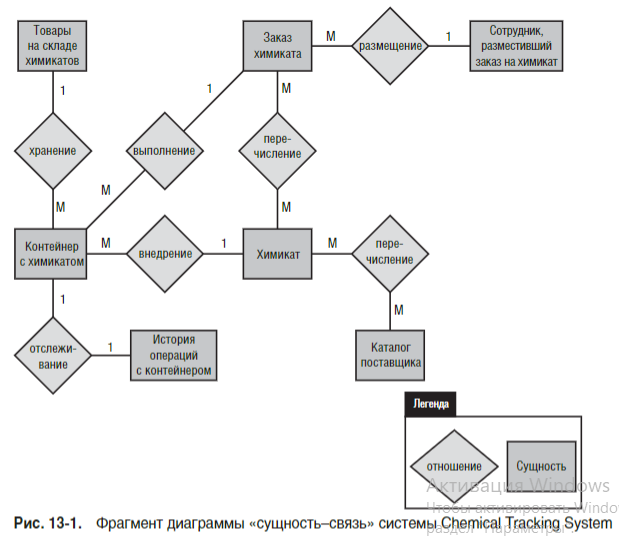 Товары
на складе
химикатов
Заказ
химиката
М
размещение
1
Сотрудник,
разместивший
заказ на химикат
1
1
М
хранение
выполнение
пере-
числение
М
М
М
Контейнер
с химикатом
М
внедрение
1
Химикат
М
пере-
числение
1
М
отслежи-
вание
1
История
операций
с контейнером
Каталог
поставщика
Легенда
отношение
Сущность
Активация Windows
Чтобы активировать Windo
раздел "Параметры".
Рис. 13-1. Фрагмент диаграммы «сущность–связь» системы Chemical Tracking System